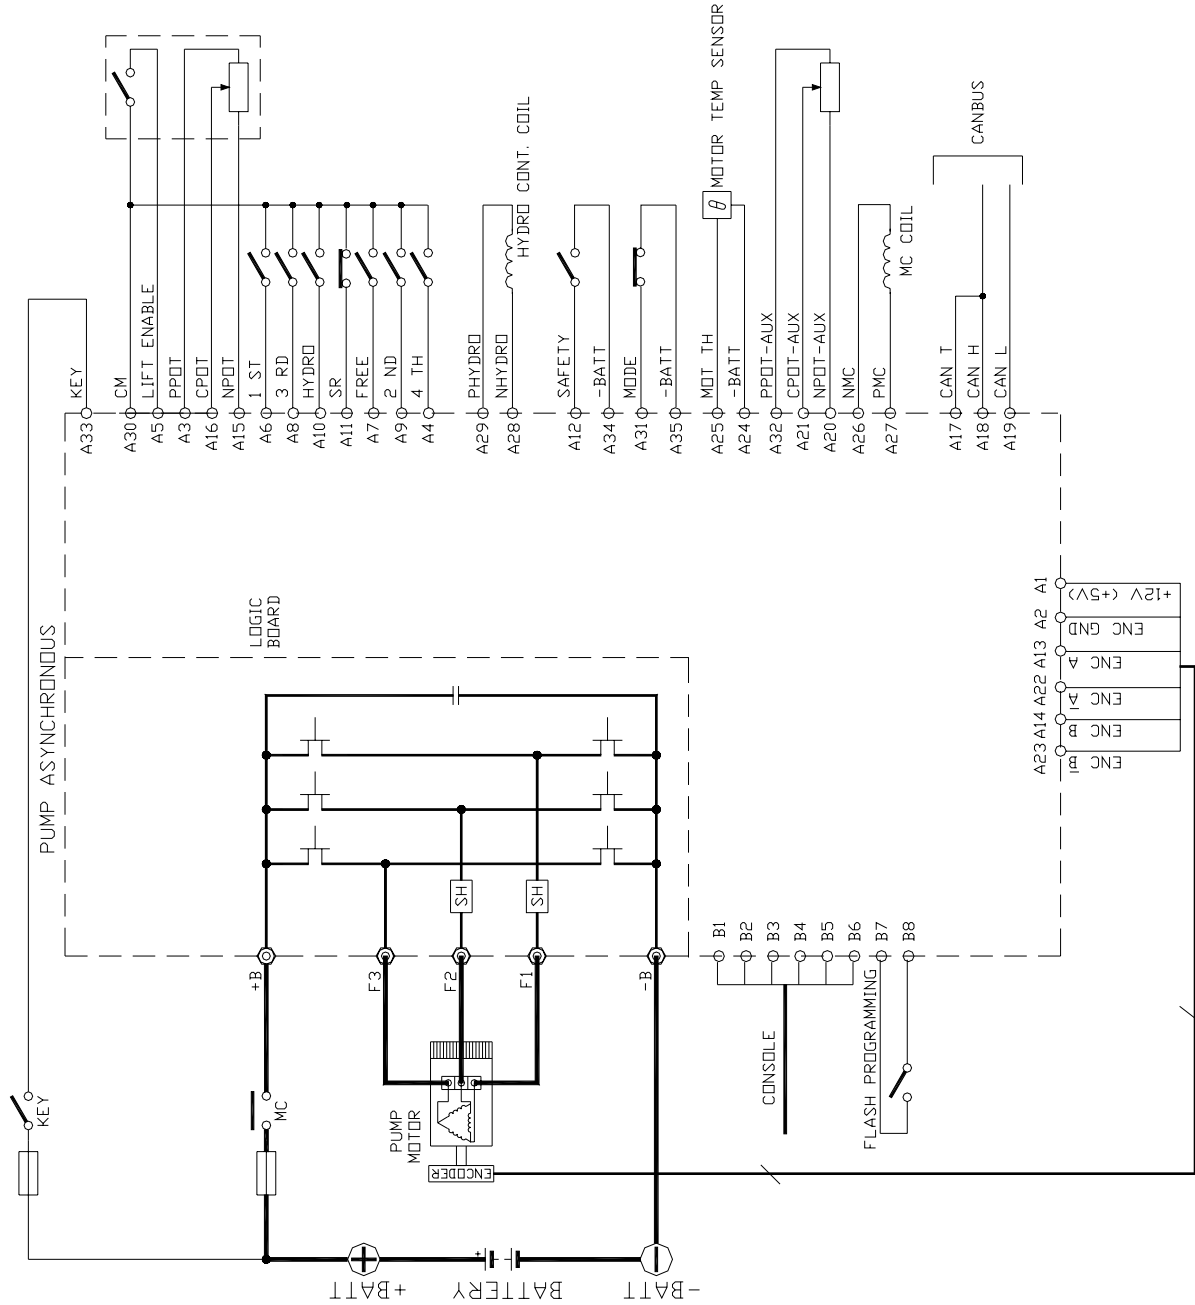 MOTOR TEMP SENSOR
CANBUS
HYDRO CONT. COIL
MC COIL
θ
KEY
CM
LIFT ENABLE
PPOT
CPOT
NPOT
1 ST
3 RD
HYDRO
SR
FREE
2 ND
4 TH
PHYDRO
NHYDRO
SAFETY
-BATT
MODE
-BATT
MOT TH
-BATT
PPOT-AUX
CPOT-AUX
NPOT-AUX
NMC
PMC
CAN T
CAN H
CAN L
A33
A30
A5
A3
A16
A15
A6
A8
A10
A11
A7
A9
A4
A29
A28
A12
A34
A31
A35
A25
A24
A32
A21
A20
A26
A27
A17
A18
A19
PUMP ASYNCHRONOUS
LOGIC
BOARD
A1
A2
A13
A22
A14
A23
+12V (+5V)
ENC GND
ENC A
ENC A̅
ENC B
ENC B̅
SH
SH
+B
F3
F2
F1
-B
B1
B2
B3
B4
B5
B6
B7
B8
CONSOLE
FLASH PROGRAMMING
KEY
MC
PUMP
MOTOR
ENCODER
+BATT
+
BATTERY
-BATT